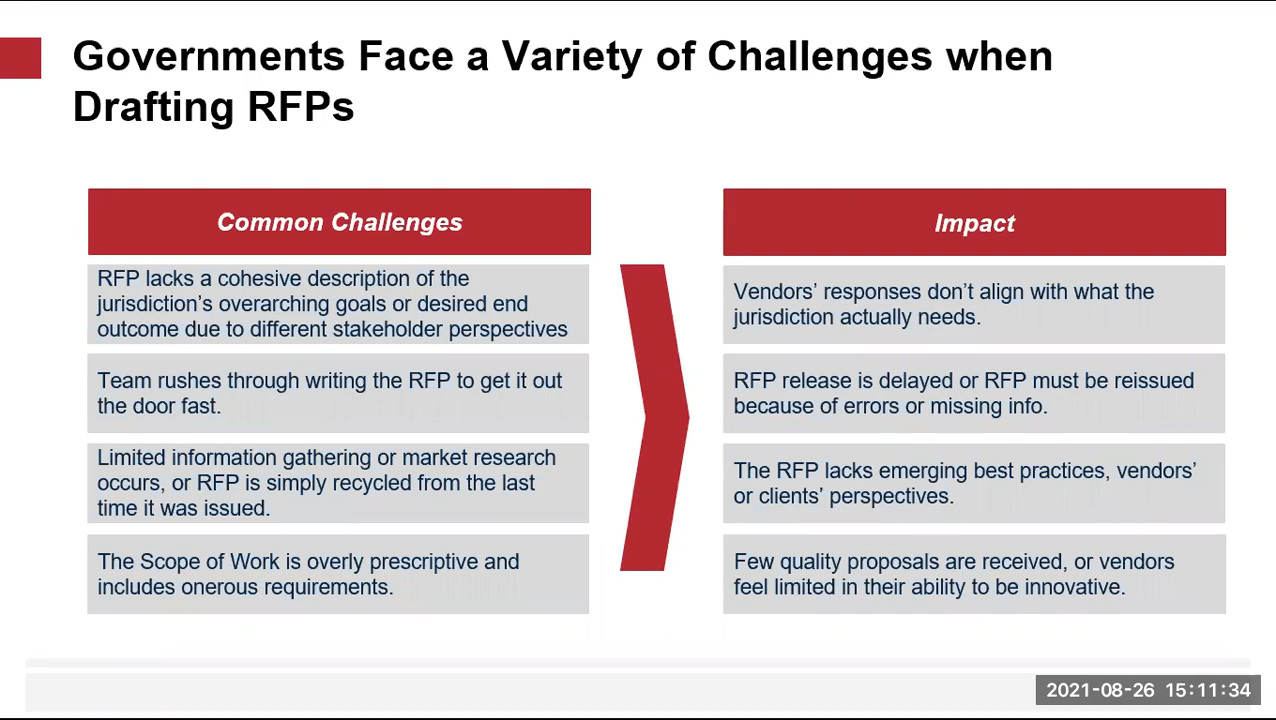 Governments Face a Variety of Challenges when
Drafting RFPs
Common Challenges
Impact
RFP lacks a cohesive description of the
jurisdiction's overarching goals or desired end
outcome due to different stakeholder perspectives
Vendors' responses don't align with what the
jurisdiction actually needs.
Team rushes through writing the RFP to get it out
the door fast.
RFP release is delayed or RFP must be reissued
because of errors or missing info.
Limited information gathering or market research
occurs, or RFP is simply recycled from the last
time it was issued.
The RFP lacks emerging best practices, vendors'
or clients' perspectives.
The Scope of Work is overly prescriptive and
includes onerous requirements.
Few quality proposals are received, or vendors
feel limited in their ability to be innovative.
2021-08-26 15:11:34